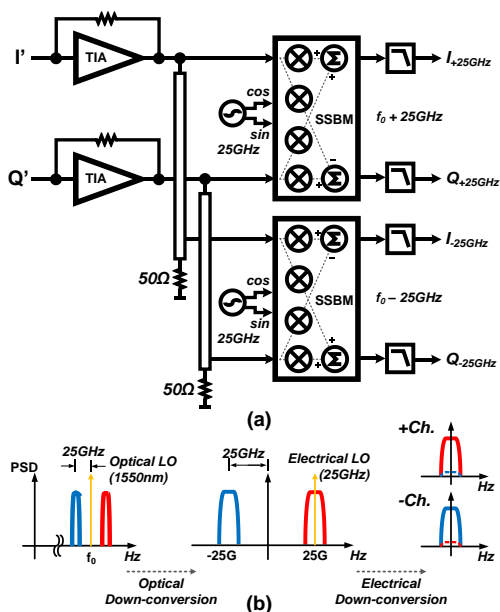 I'
TIA
cos
sin
25GHz
SSBM
+
Σ
+
−
+
Σ
I+25GHz
f0 + 25GHz
Q'
TIA
Q+25GHz
50Ω
50Ω
cos
sin
25GHz
SSBM
+
Σ
−
+
+
Σ
I-25GHz
f0 − 25GHz
Q-25GHz
(a)
PSD
25GHz
Optical LO
(1550nm)
f0
Hz
Optical
Down-conversion
25GHz
Electrical LO
(25GHz)
-25G
25G
Hz
Electrical
Down-conversion
+Ch.
Hz
-Ch.
Hz
(b)